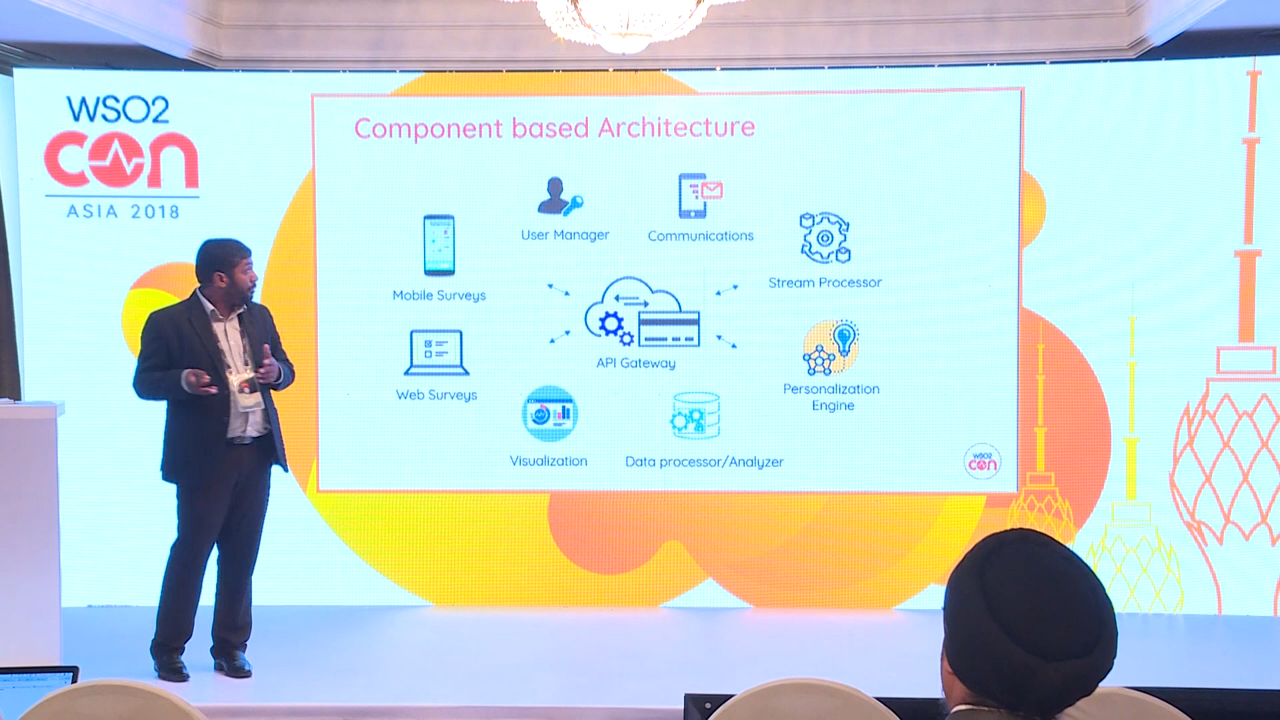 WSO2
con
ASIA 2018
Component based Architecture
User Manager
Communications
Mobile Surveys
Stream Processor
API Gateway
Web Surveys
Personalization
Engine
Visualization
Data processor/Analyzer
WSO2
con